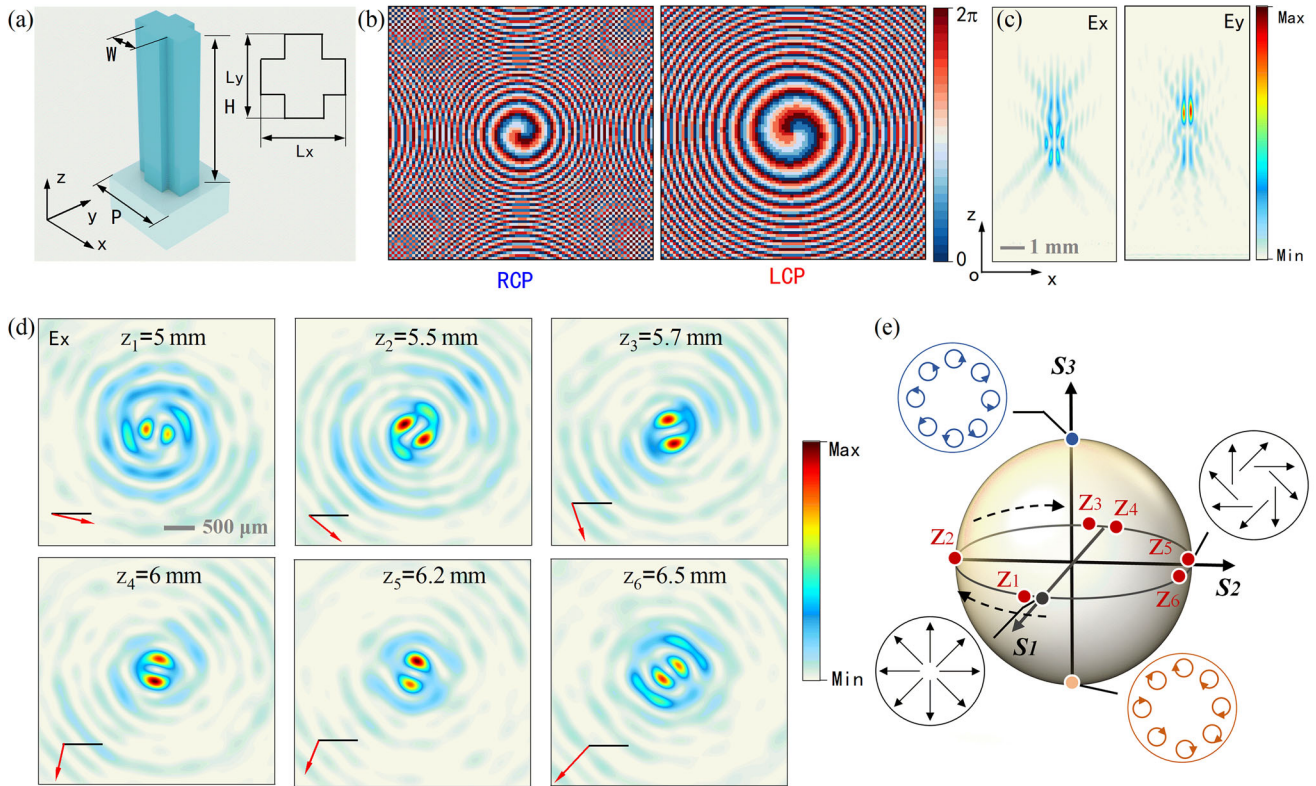 (a)
W
Ly
H
Lx
P
z
y
x
(b)
RCP
LCP
2π
0
(c)
Ex
Ey
1 mm
z
o
x
Max
Min
(d)
Ex
z1=5 mm
500 μm
z2=5.5 mm
z3=5.7 mm
z4=6 mm
z5=6.2 mm
z6=6.5 mm
Max
Min
(e)
S3
Z3
Z4
Z2
Z5
S2
Z1
Z6
S1